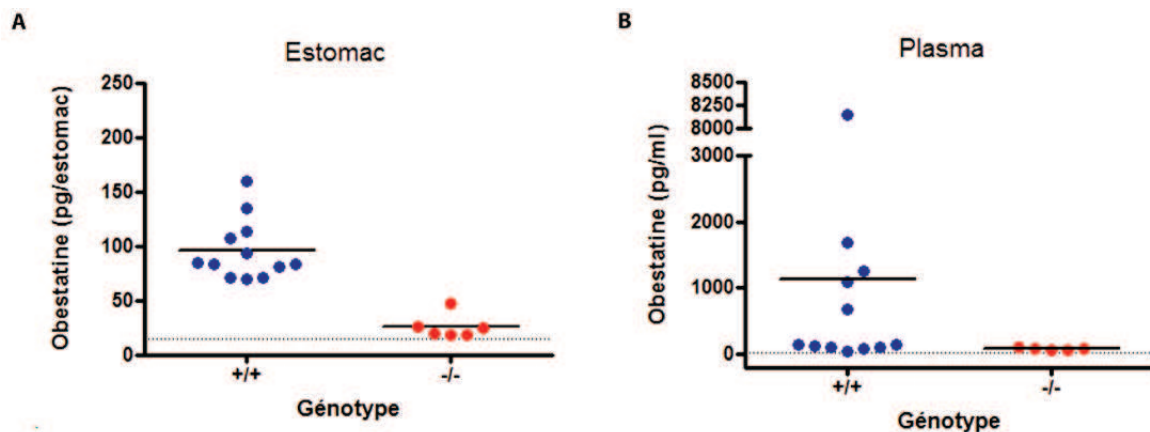 A
Estomac
Obestatine (pg/estomac)
250
200
150
100
50
0
+/+
-/-
Génotype
B
Plasma
Obestatine (pg/ml)
8500
8250
8000
3000
2000
1000
0
+/+
-/-
Génotype